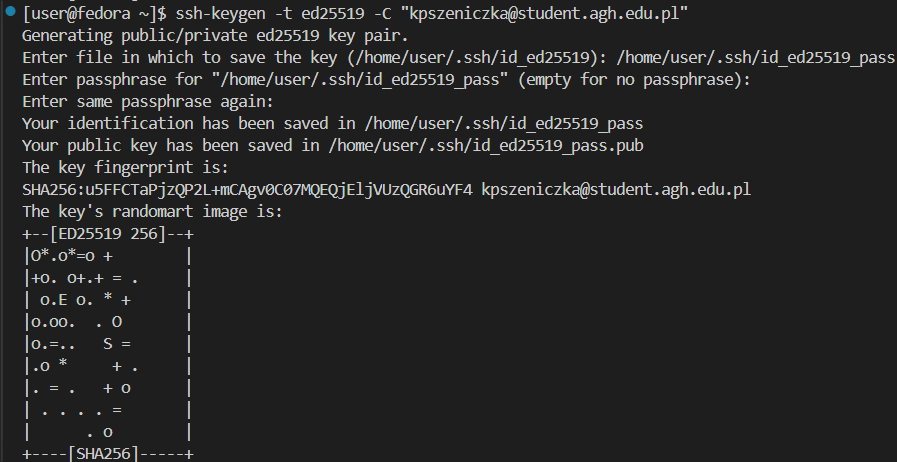 [user@fedora ~]$ ssh-keygen -t ed25519 -C "kpszeniczka@student.agh.edu.pl"
Generating public/private ed25519 key pair.
Enter file in which to save the key (/home/user/.ssh/id_ed25519): /home/user/.ssh/id_ed25519_pass
Enter passphrase for "/home/user/.ssh/id_ed25519_pass" (empty for no passphrase):
Enter same passphrase again:
Your identification has been saved in /home/user/.ssh/id_ed25519_pass
Your public key has been saved in /home/user/.ssh/id_ed25519_pass.pub
The key fingerprint is:
SHA256:u5FFCTaPjzQP2L+mCAgv0C07MQEQjEljVUzQGR6uYF4 kpszeniczka@student.agh.edu.pl
The key's randomart image is:
+--[ED25519 256]--+
|O*.o*=o +        |
|+o. o+.+ = .     |
| o.E o. * +      |
|o.oo.  . O       |
|o.=..   S =      |
|.o *     + .     |
|. = .   + o      |
| . . . . =       |
|      . o        |
+----[SHA256]-----+